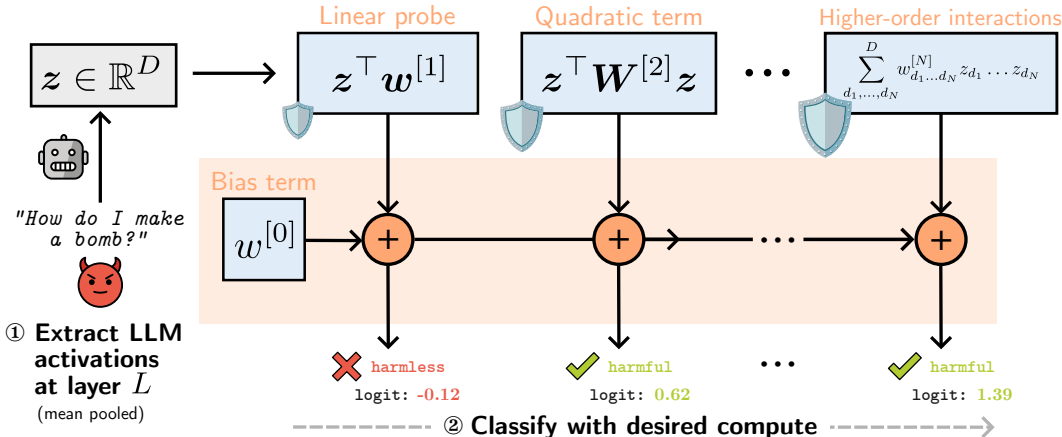 Linear probe
Quadratic term
Higher-order interactions
z ∈ ℝ^D
z^⊤ w^[1]
z^⊤ W^[2] z
...
D
∑ w^[N]_{d_1...d_N} z_{d_1} ... z_{d_N}
d_1,...,d_N
Bias term
w^[0]
+
+
...
+
"How do I make
a bomb?"
① Extract LLM
activations
at layer L
(mean pooled)
harmless
logit: -0.12
harmful
logit: 0.62
...
harmful
logit: 1.39
② Classify with desired compute